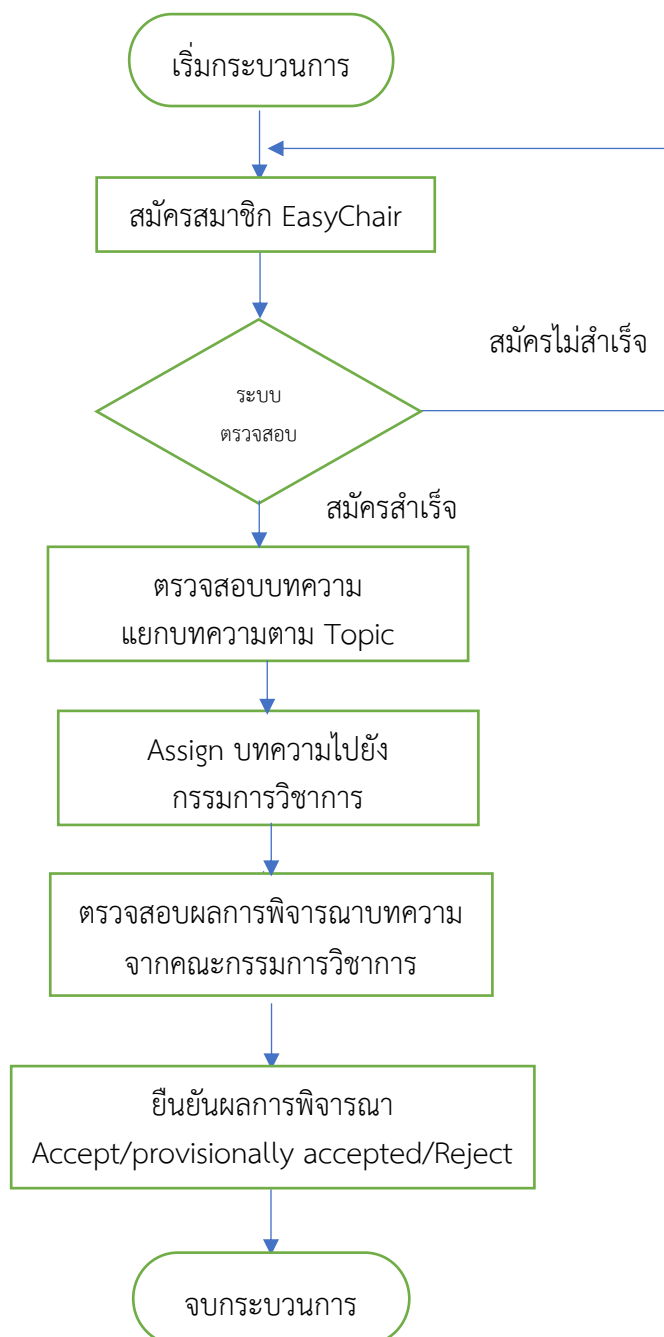 เริ่มกระบวนการ
สมัครสมาชิก EasyChair
สมัครไม่สำเร็จ
ระบบ
ตรวจสอบ
สมัครสำเร็จ
ตรวจสอบบทความ
แยกบทความตาม Topic
Assign บทความไปยัง
กรรมการวิชาการ
ตรวจสอบผลการพิจารณาบทความ
จากคณะกรรมการวิชาการ
ยืนยันผลการพิจารณา
Accept/provisionally accepted/Reject
จบกระบวนการ